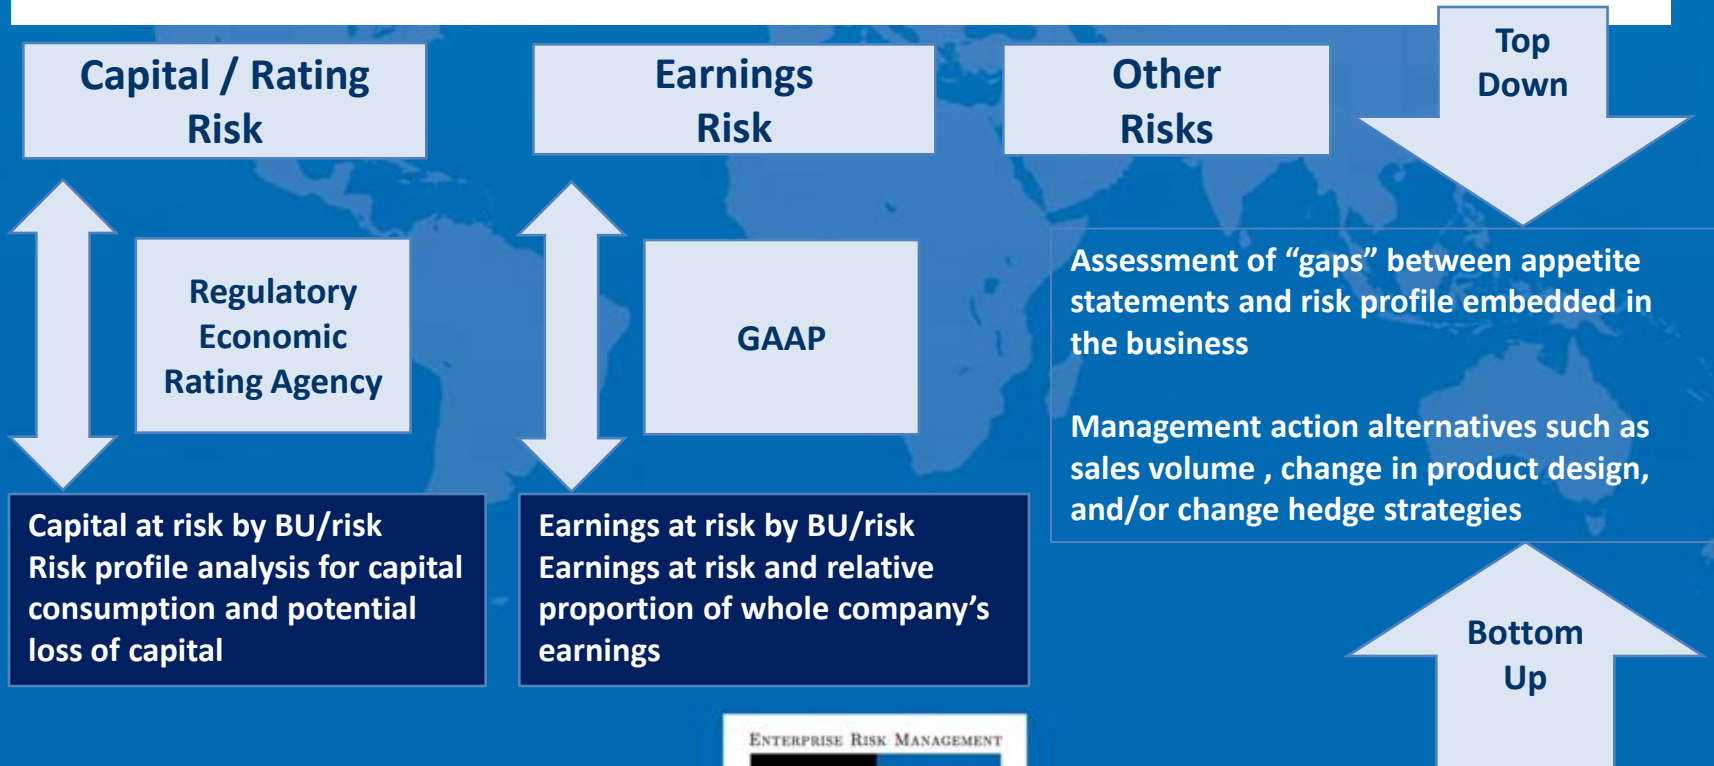 Capital / Rating
Risk
Earnings
Risk
Other
Risks
Top
Down
Regulatory
Economic
Rating Agency
GAAP
Assessment of “gaps” between appetite
statements and risk profile embedded in
the business
Management action alternatives such as
sales volume , change in product design,
and/or change hedge strategies
Capital at risk by BU/risk
Risk profile analysis for capital
consumption and potential
loss of capital
Earnings at risk by BU/risk
Earnings at risk and relative
proportion of whole company’s
earnings
Bottom
Up
ENTERPRISE RISK MANAGEMENT